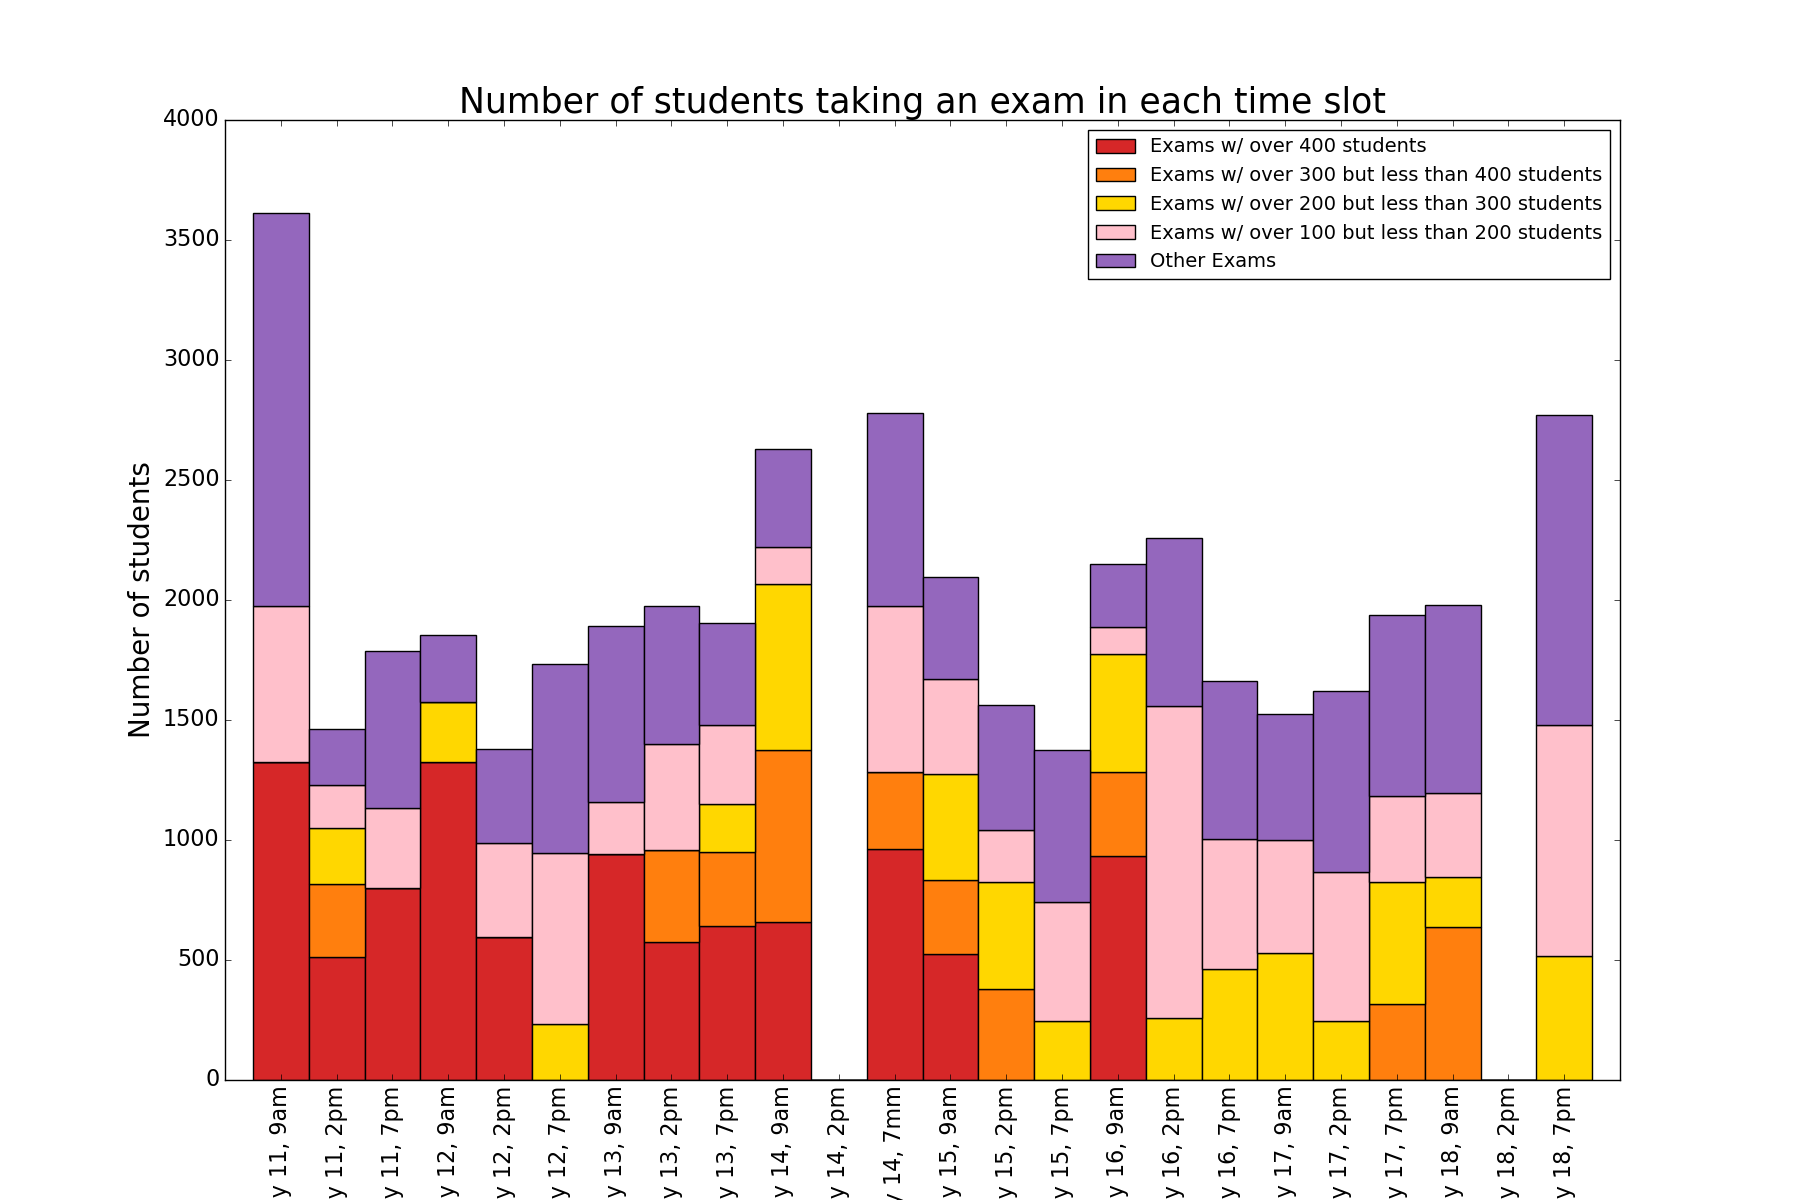 Number of students taking an exam in each time slot
Exams w/ over 400 students
Exams w/ over 300 but less than 400 students
Exams w/ over 200 but less than 300 students
Exams w/ over 100 but less than 200 students
Other Exams
Number of students
4000
3500
3000
2500
2000
1500
1000
500
0
y 11, 9am
y 11, 2pm
y 11, 7pm
y 12, 9am
y 12, 2pm
y 12, 7pm
y 13, 9am
y 13, 2pm
y 13, 7pm
y 14, 9am
y 14, 2pm
y 14, 7mm
y 15, 9am
y 15, 2pm
y 15, 7pm
y 16, 9am
y 16, 2pm
y 16, 7pm
y 17, 9am
y 17, 2pm
y 17, 7pm
y 18, 9am
y 18, 2pm
y 18, 7pm